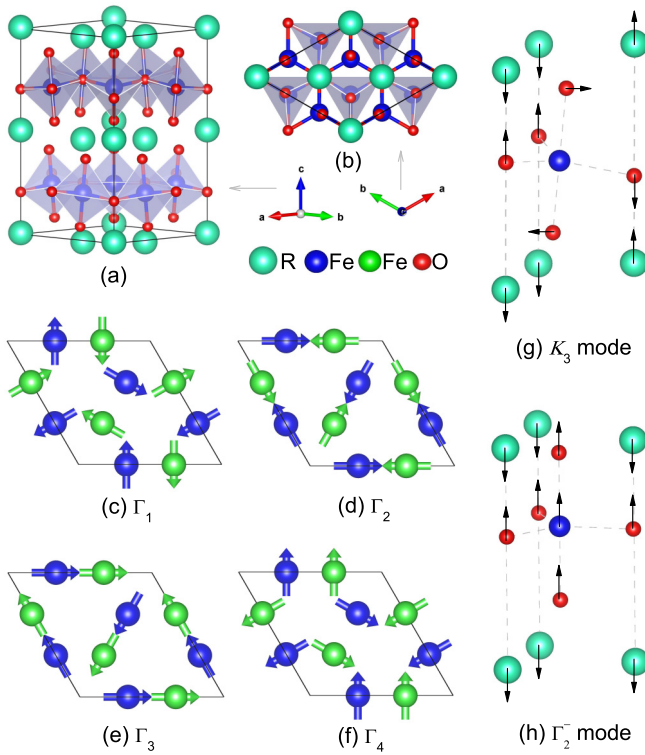 (a)
(b)
c
a
b
b
a
R
Fe
Fe
O
(c) Γ1
(d) Γ2
(e) Γ3
(f) Γ4
(g) K3 mode
(h) Γ2− mode